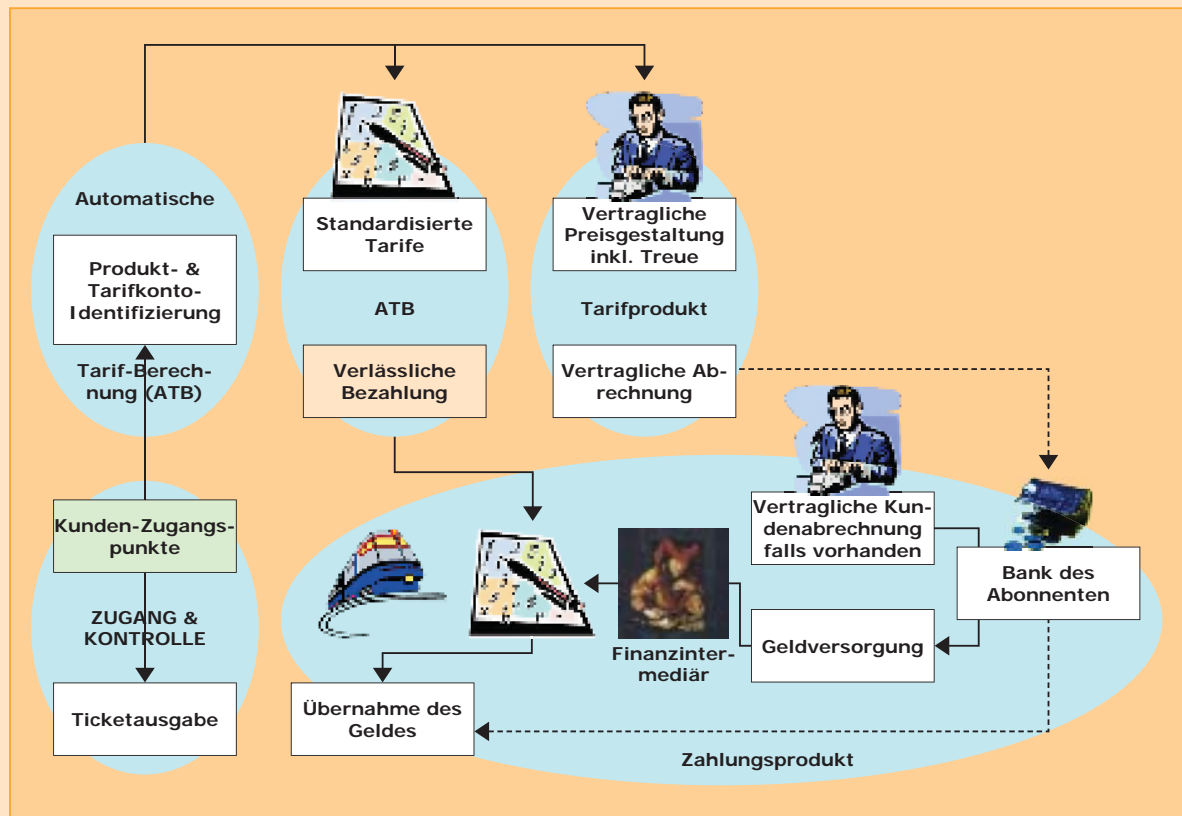 Automatische
Produkt- &
Tarifkonto-
Identifizierung
Tarif-Berech-
nung (ATB)
Standardisierte
Tarife
ATB
Verlässliche
Bezahlung
Vertragliche
Preisgestaltung
inkl. Treue
Tarifprodukt
Vertragliche Ab-
rechnung
Kunden-Zugangs-
punkte
ZUGANG &
KONTROLLE
Ticketausgabe
Vertragliche Kun-
denabrechnung
falls vorhanden
Bank des
Abonnenten
Geldversorgung
Finanzinter-
mediär
Übernahme des
Geldes
Zahlungsprodukt